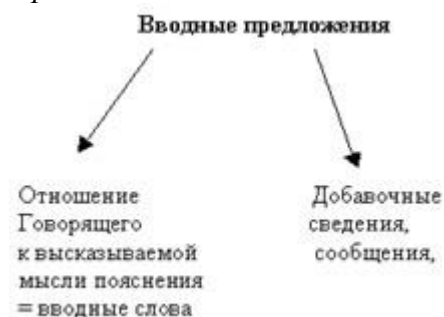 Вводные предложения
Отношение
Говорящего
к высказываемой
мысли пояснения
= вводные слова
Добавочные
сведения,
сообщения,